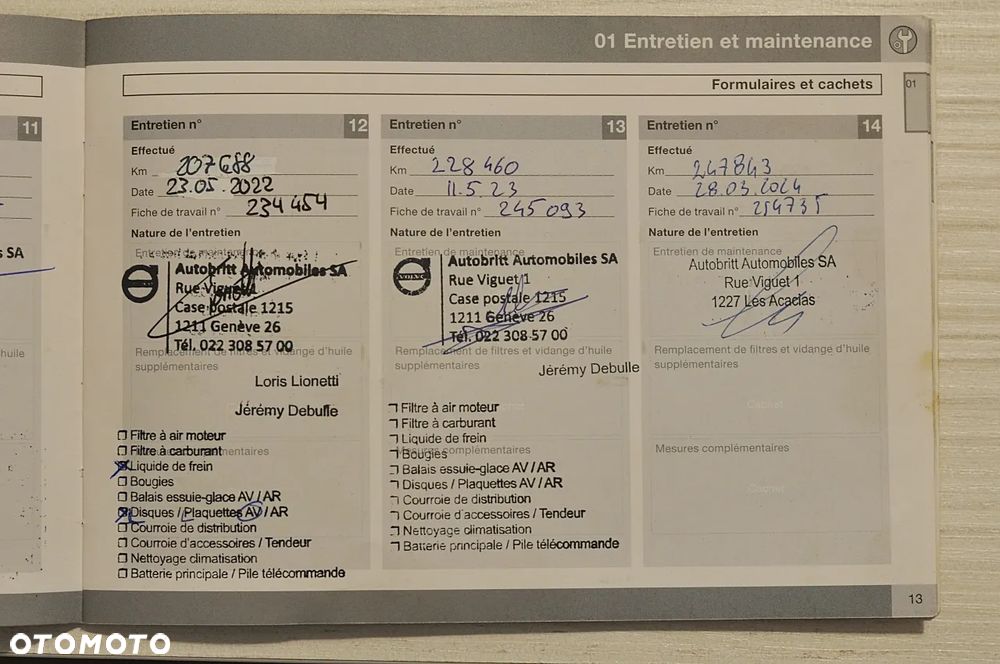 01 Entretien et maintenance
01
Formulaires et cachets
11
s SA
huile
Entretien n° 12
Effectué
Km 207688
Date 23.05.2022
Fiche de travail n° 234454
Nature de l'entretien
Entretien de maintenance
Autobritt Automobiles SA
Rue Viguet 1
Case postale 1215
1211 Genève 26
Tél. 022 308 57 00
Remplacement de filtres et vidange d'huile
supplémentaires
Loris Lionetti
Jérémy Debulle
Filtre à air moteur
Filtre à carburant
Liquide de frein
Bougies
Balais essuie-glace AV / AR
Disques / Plaquettes AV / AR
Courroie de distribution
Courroie d'accessoires / Tendeur
Nettoyage climatisation
Batterie principale / Pile télécommande
Entretien n° 13
Effectué
Km 228 460
Date 11.5.23
Fiche de travail n° 245 093
Nature de l'entretien
Entretien de maintenance
VOLVO
Autobritt Automobiles SA
Rue Viguet 1
Case postale 1215
1211 Genève 26
Tél. 022 308 57 00
Remplacement de filtres et vidange d'huile
supplémentaires
Jérémy Debulle
Filtre à air moteur
Filtre à carburant
Liquide de frein
Mesures complémentaires
Bougies
Balais essuie-glace AV / AR
Disques / Plaquettes AV / AR
Courroie de distribution
Courroie d'accessoires / Tendeur
Nettoyage climatisation
Batterie principale / Pile télécommande
Entretien n° 14
Effectué
Km 247843
Date 28.03.2024
Fiche de travail n° 254735
Nature de l'entretien
Entretien de maintenance
Autobritt Automobiles SA
Rue Viguet 1
1227 Les Acacias
Remplacement de filtres et vidange d'huile
supplémentaires
Cachet
Mesures complémentaires
Cachet
13
OTOMOTO